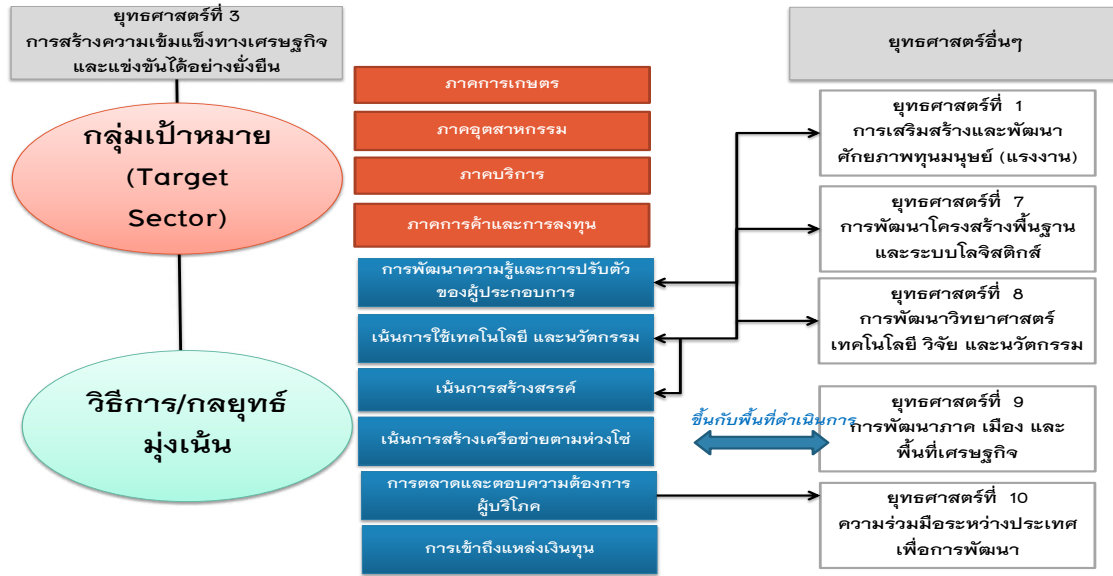 ยุทธศาสตร์ที่ 3
การสร้างความเข้มแข็งทางเศรษฐกิจ
และแข่งขันได้อย่างยั่งยืน
กลุ่มเป้าหมาย
(Target
Sector)
วิธีการ/กลยุทธ์
มุ่งเน้น
ภาคการเกษตร
ภาคอุตสาหกรรม
ภาคบริการ
ภาคการค้าและการลงทุน
การพัฒนาความรู้และการปรับตัว
ของผู้ประกอบการ
เน้นการใช้เทคโนโลยี และนวัตกรรม
เน้นการสร้างสรรค์
เน้นการสร้างเครือข่ายตามห่วงโซ่
การตลาดและตอบความต้องการ
ผู้บริโภค
การเข้าถึงแหล่งเงินทุน
ขึ้นกับพื้นที่ดำเนินการ
ยุทธศาสตร์อื่นๆ
ยุทธศาสตร์ที่ 1
การเสริมสร้างและพัฒนา
ศักยภาพทุนมนุษย์ (แรงงาน)
ยุทธศาสตร์ที่ 7
การพัฒนาโครงสร้างพื้นฐาน
และระบบโลจิสติกส์
ยุทธศาสตร์ที่ 8
การพัฒนาวิทยาศาสตร์
เทคโนโลยี วิจัย และนวัตกรรม
ยุทธศาสตร์ที่ 9
การพัฒนาภาค เมือง และ
พื้นที่เศรษฐกิจ
ยุทธศาสตร์ที่ 10
ความร่วมมือระหว่างประเทศ
เพื่อการพัฒนา